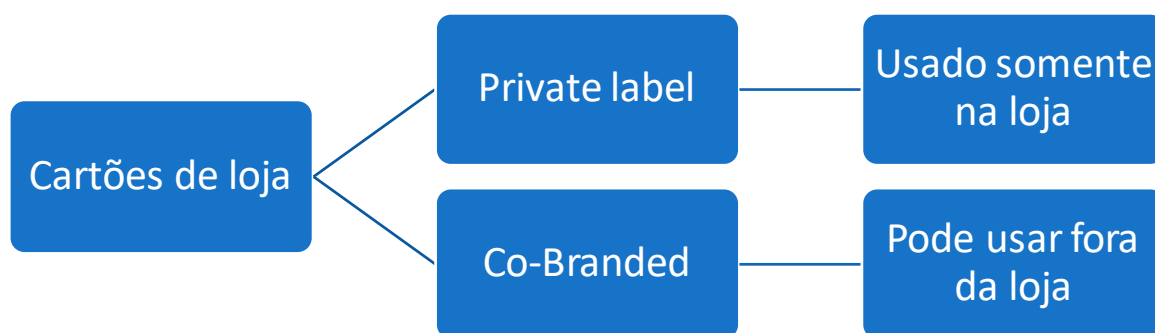 Cartões de loja
Private label
Usado somente
na loja
Co-Branded
Pode usar fora
da loja